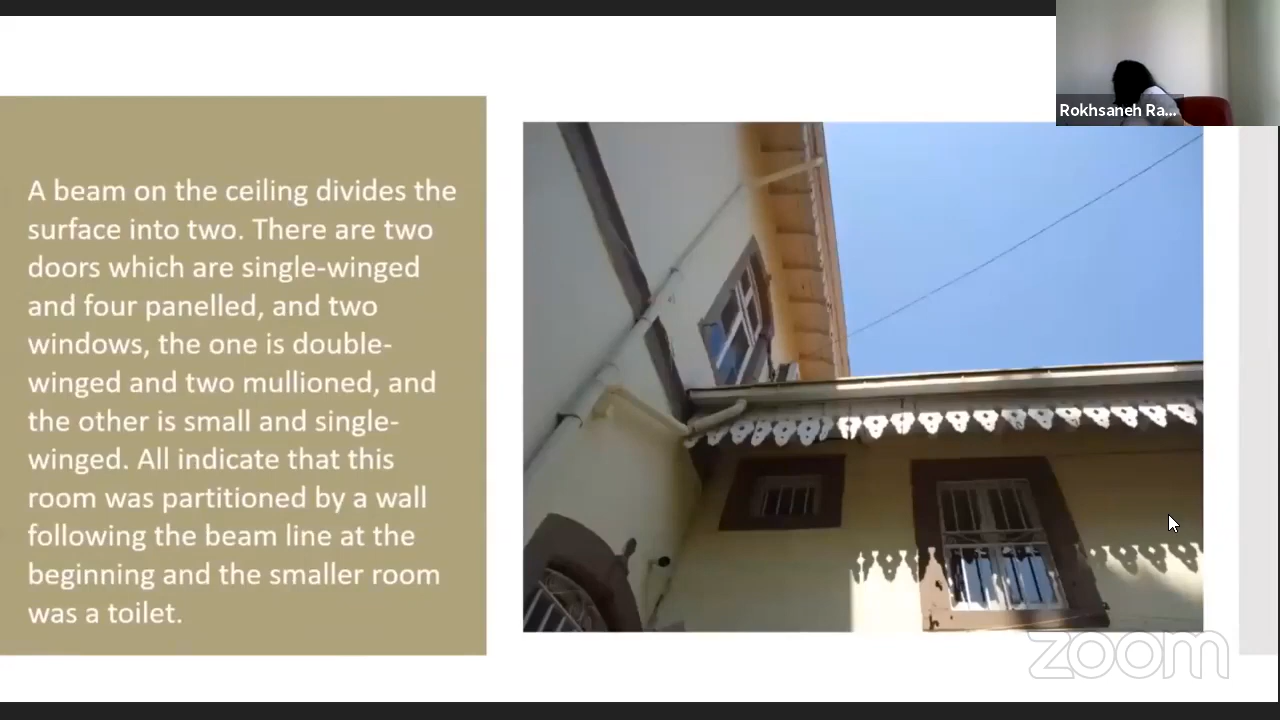 Rokhsaneh Ra...
A beam on the ceiling divides the
surface into two. There are two
doors which are single-winged
and four panelled, and two
windows, the one is double-
winged and two mullioned, and
the other is small and single-
winged. All indicate that this
room was partitioned by a wall
following the beam line at the
beginning and the smaller room
was a toilet.
zoom